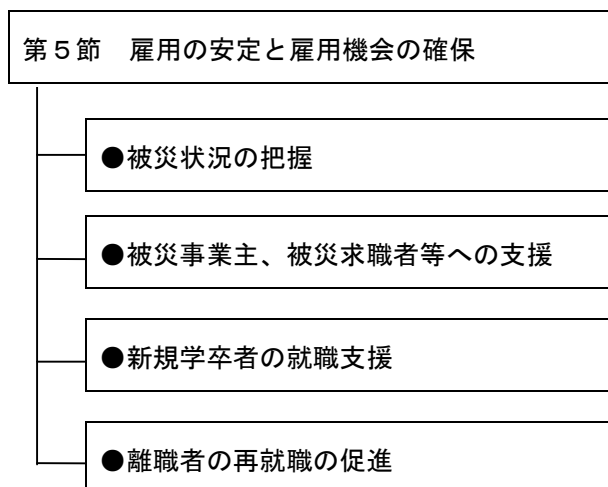 第５節　雇用の安定と雇用機会の確保
●被災状況の把握
●被災事業主、被災求職者等への支援
●新規学卒者の就職支援
●離職者の再就職の促進